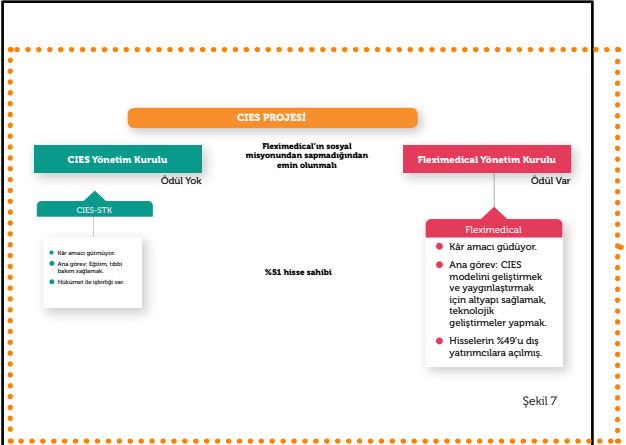 CIES PROJESİ
CIES Yönetim Kurulu
Ödül Yok
Fleximedical'ın sosyal
misyonundan sapmadığından
emin olunmalı
Fleximedical Yönetim Kurulu
Ödül Var
CIES-STK
Kâr amacı gütmüyor.
Ana görev: Eğitim, tıbbi
bakım sağlamak.
Hükümet ile işbirliği var.
%51 hisse sahibi
Fleximedical
Kâr amacı güdüyor.
Ana görev: CIES
modelini geliştirmek
ve yaygınlaştırmak
için altyapı sağlamak,
teknolojik
geliştirmeler yapmak.
Hisselerin %49'u dış
yatırımcılara açılmış.
Şekil 7